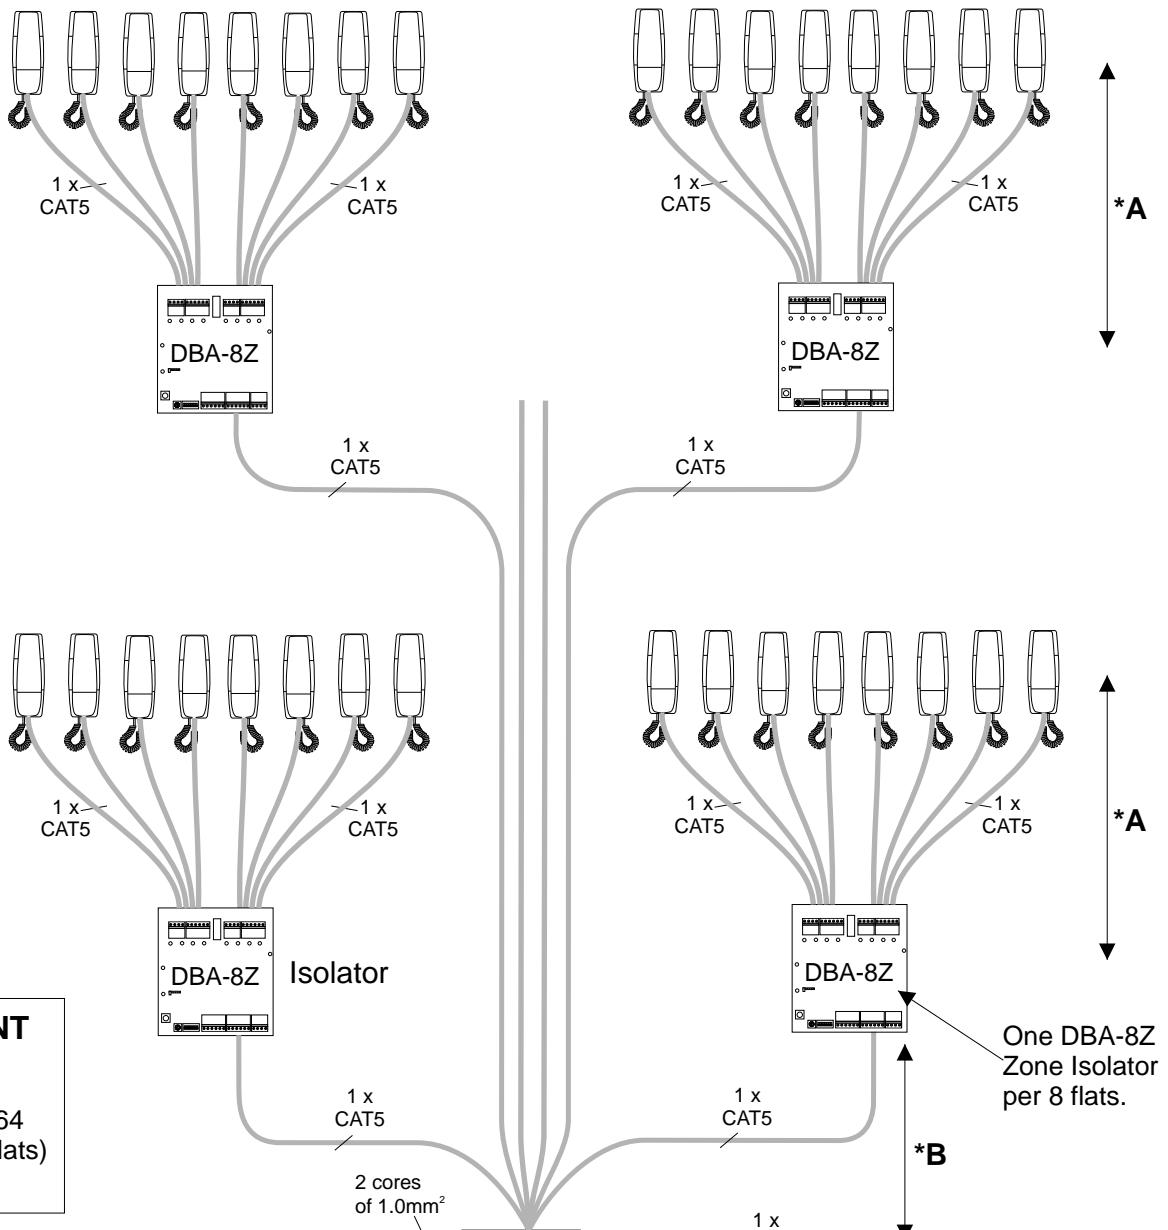 1 x
CAT5
1 x
CAT5
1 x
CAT5
1 x
CAT5
*A
DBA-8Z
DBA-8Z
1 x
CAT5
1 x
CAT5
1 x
CAT5
1 x
CAT5
1 x
CAT5
1 x
CAT5
*A
DBA-8Z
Isolator
DBA-8Z
One DBA-8Z
Zone Isolator
per 8 flats.
NT
64
lats)
1 x
CAT5
1 x
CAT5
*B
2 cores
of 1.0mm²
1 x